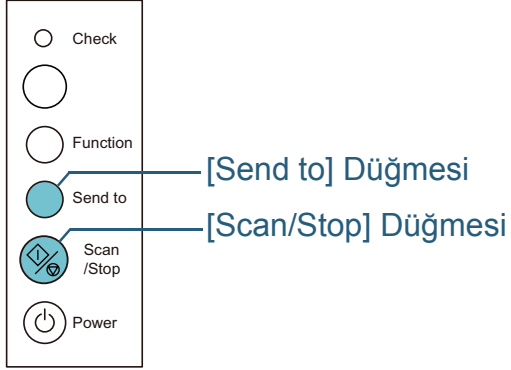 Check
Function
Send to
Scan
/Stop
Power
[Send to] Düğmesi
[Scan/Stop] Düğmesi